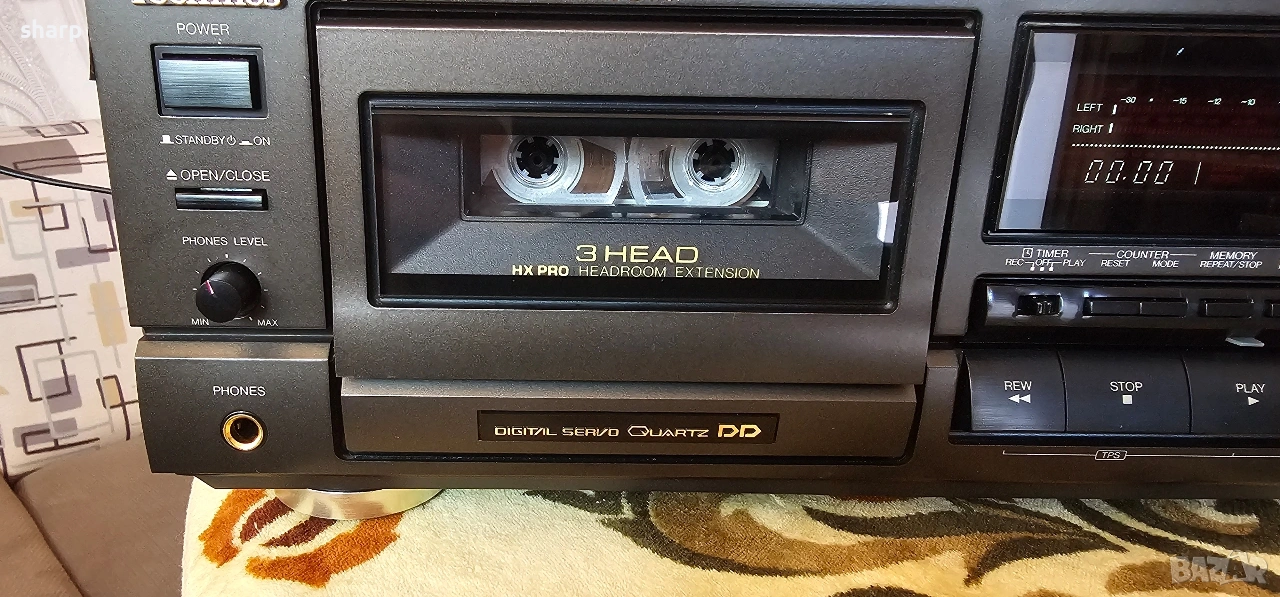 sharp
Technics
POWER
STANDBY ⏻ ON
⏏ OPEN/CLOSE
PHONES LEVEL
MIN MAX
PHONES
3 HEAD
HX PRO HEADROOM EXTENSION
DIGITAL SERVO QUARTZ DD
-30 • -15 -12 -10
LEFT
RIGHT
00.00
TIMER
REC OFF PLAY
COUNTER
RESET MODE
MEMORY
REPEAT/STOP
REW ◀◀
STOP ■
PLAY ▶
TPS
BAZAR